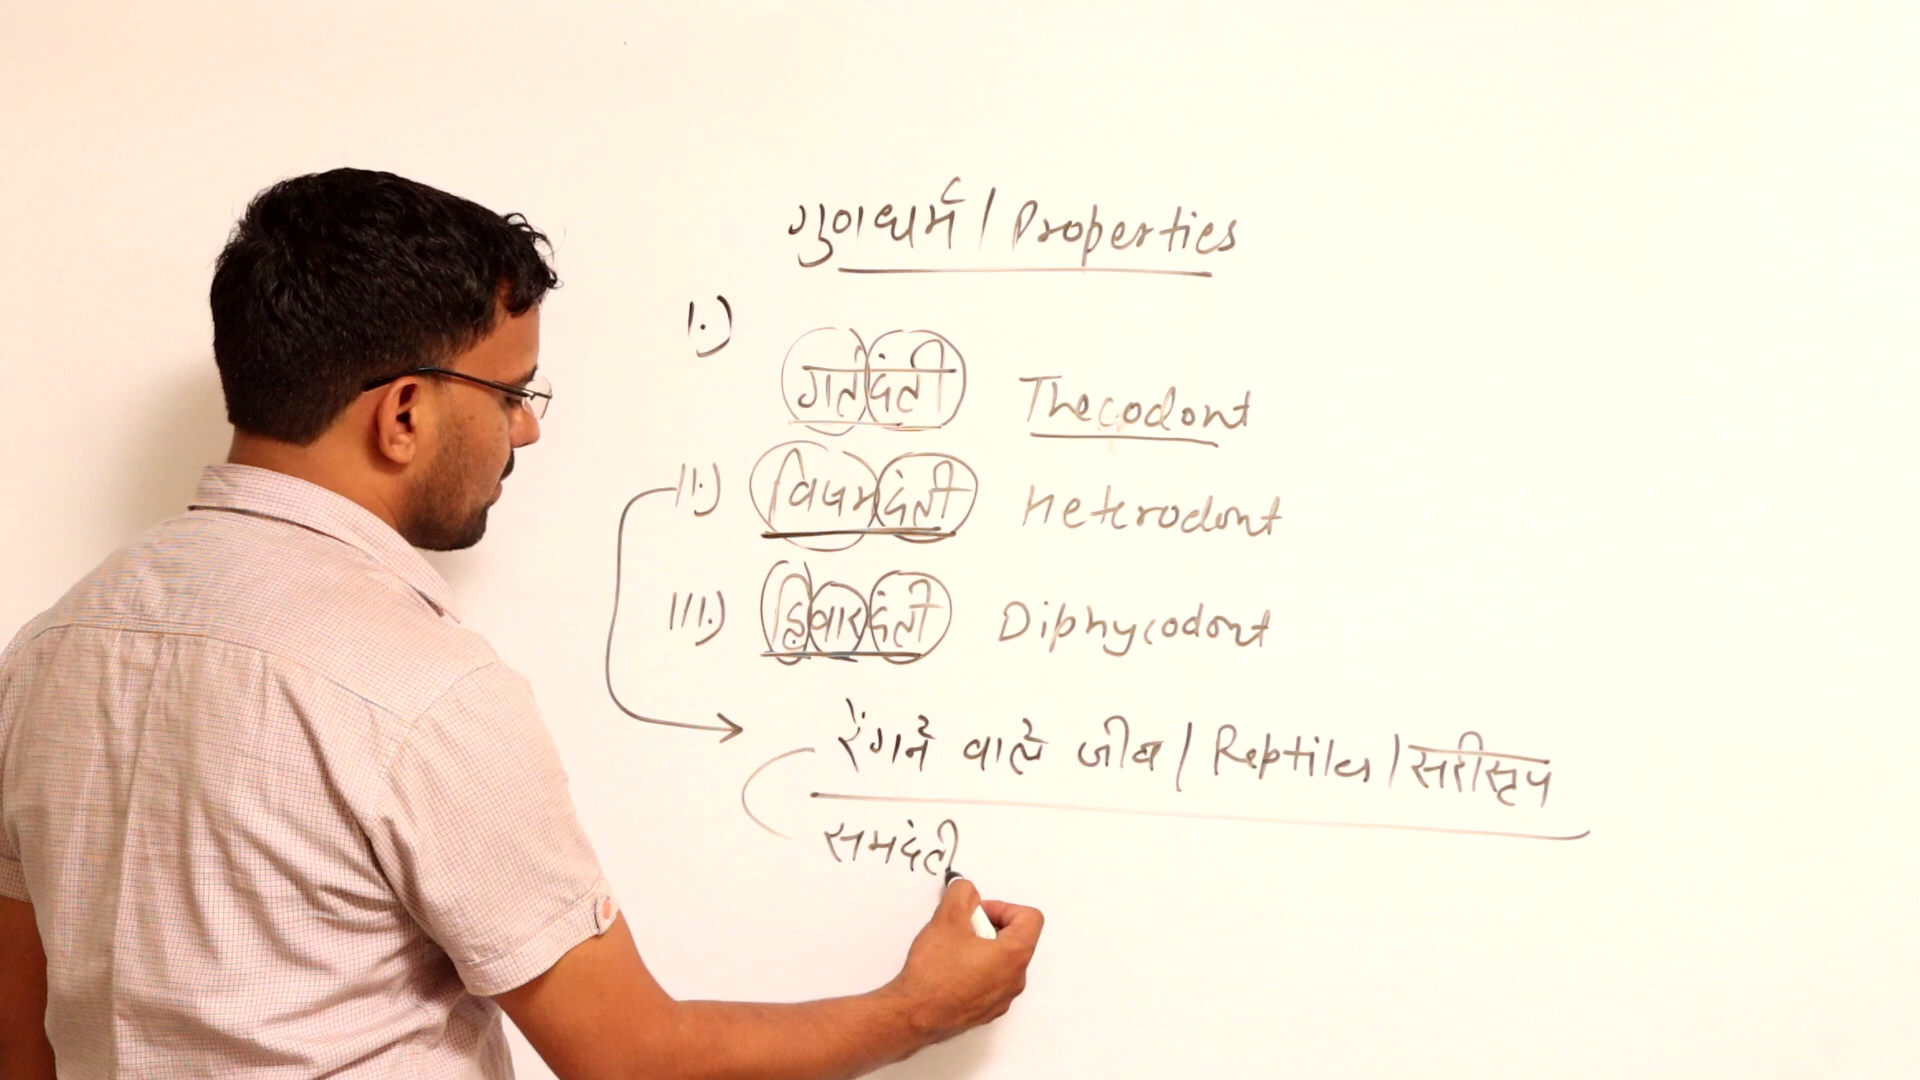 गुणधर्म / Properties
I.)
गर्तदंती Thecodont
II.) विषमदंती Heterodont
III.) द्विवारदंती Diphycodont
रेंगने वाले जीव / Reptiles / सरीसृप
समदंती